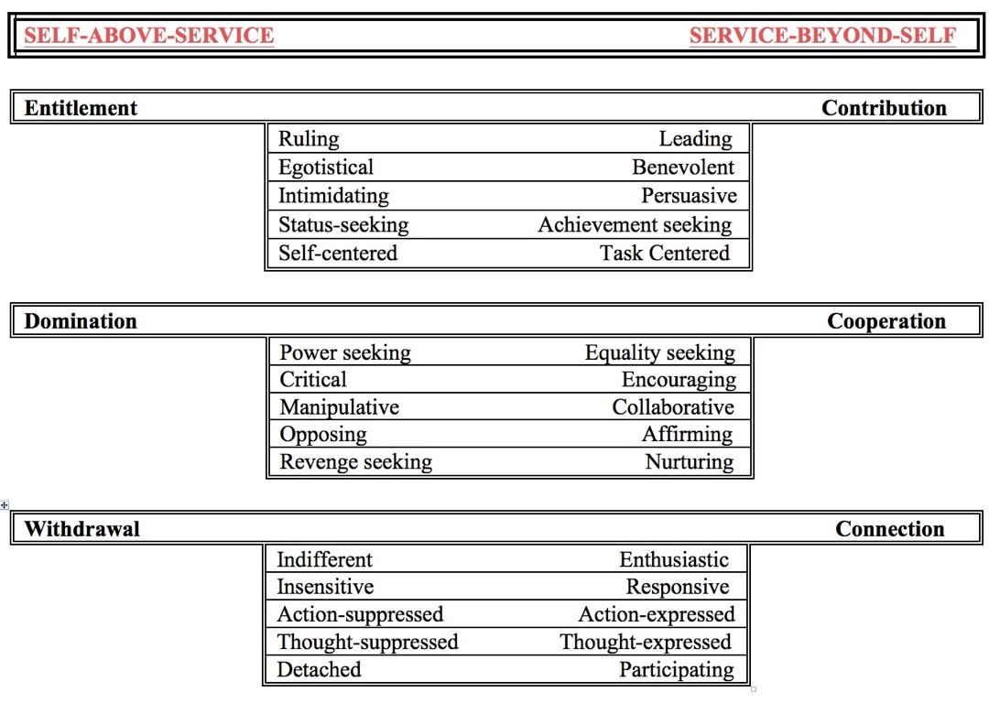 SELF-ABOVE-SERVICE SERVICE-BEYOND-SELF
Entitlement Contribution
Ruling Leading
Egotistical Benevolent
Intimidating Persuasive
Status-seeking Achievement seeking
Self-centered Task Centered
Domination Cooperation
Power seeking Equality seeking
Critical Encouraging
Manipulative Collaborative
Opposing Affirming
Revenge seeking Nurturing
Withdrawal Connection
Indifferent Enthusiastic
Insensitive Responsive
Action-suppressed Action-expressed
Thought-suppressed Thought-expressed
Detached Participating